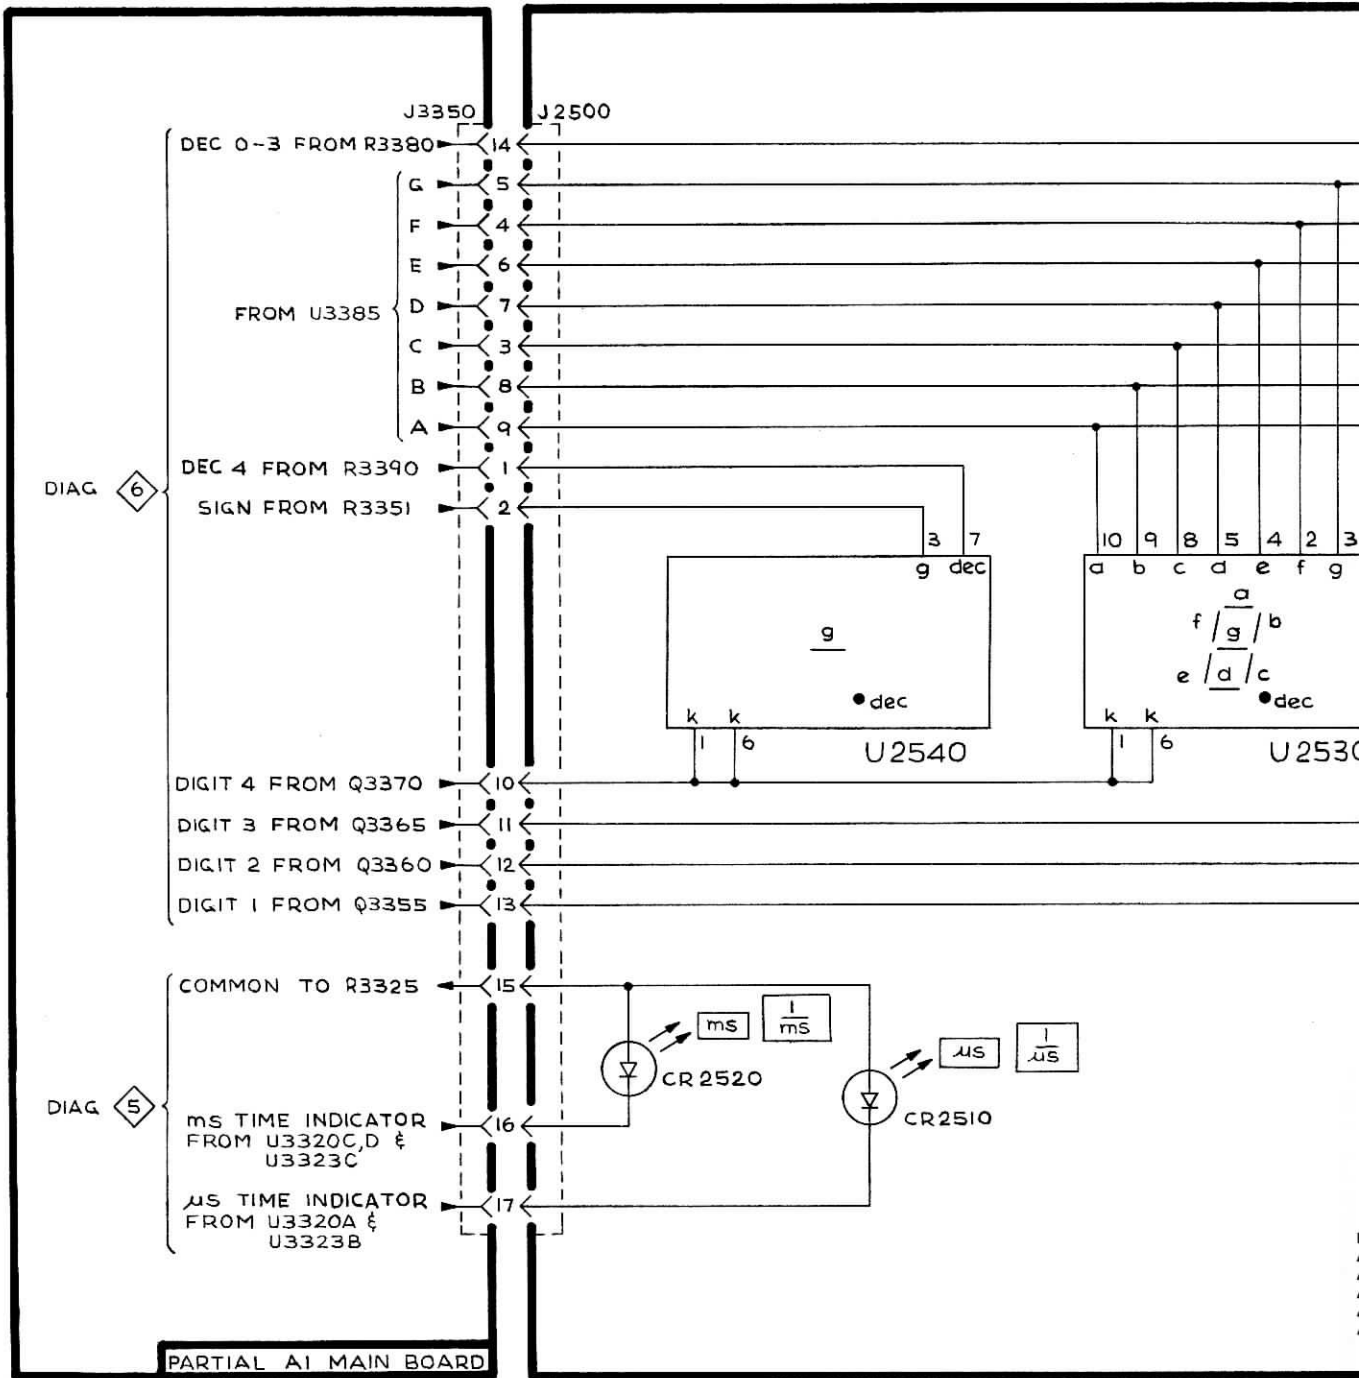 J3350 J2500
DEC 0-3 FROM R3380 14
G 5
F 4
E 6
FROM U3385 D 7
C 3
B 8
A 9
DEC 4 FROM R3390 1
DIAG 6
SIGN FROM R3351 2
3 7 10 9 8 5 4 2 3
g dec a b c d e f g
a
f g b
g
e d c
dec dec
k k k k
1 6 U2540 1 6 U2530
DIGIT 4 FROM Q3370 10
DIGIT 3 FROM Q3365 11
DIGIT 2 FROM Q3360 12
DIGIT 1 FROM Q3355 13
COMMON TO R3325 15
ms 1/ms
µs 1/µs
CR2520
DIAG 5
CR2510
ms TIME INDICATOR 16
FROM U3320C,D &
U3323C
µs TIME INDICATOR 17
FROM U3320A &
U3323B
PARTIAL A1 MAIN BOARD